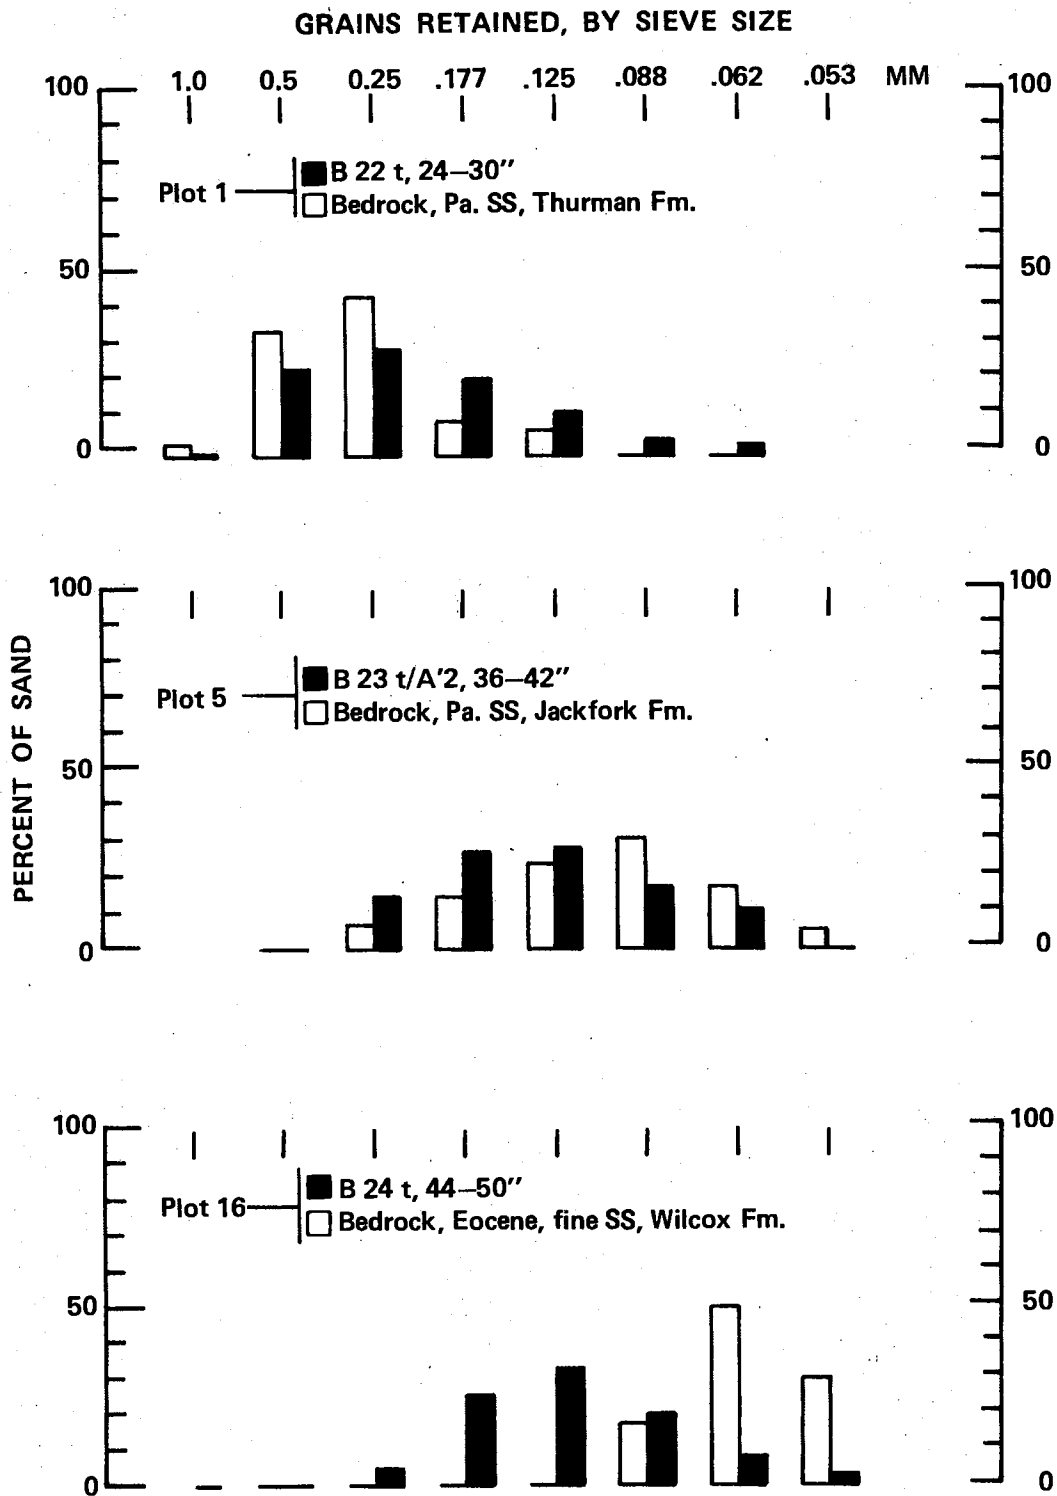 GRAINS RETAINED, BY SIEVE SIZE
1.0 0.5 0.25 .177 .125 .088 .062 .053 MM
100 100
B 22 t, 24—30"
Plot 1
Bedrock, Pa. SS, Thurman Fm.
50 50
0 0
100 100
PERCENT OF SAND
B 23 t/A'2, 36—42"
Plot 5
Bedrock, Pa. SS, Jackfork Fm.
50 50
0 0
100 100
B 24 t, 44—50"
Plot 16
Bedrock, Eocene, fine SS, Wilcox Fm.
50 50
0 0